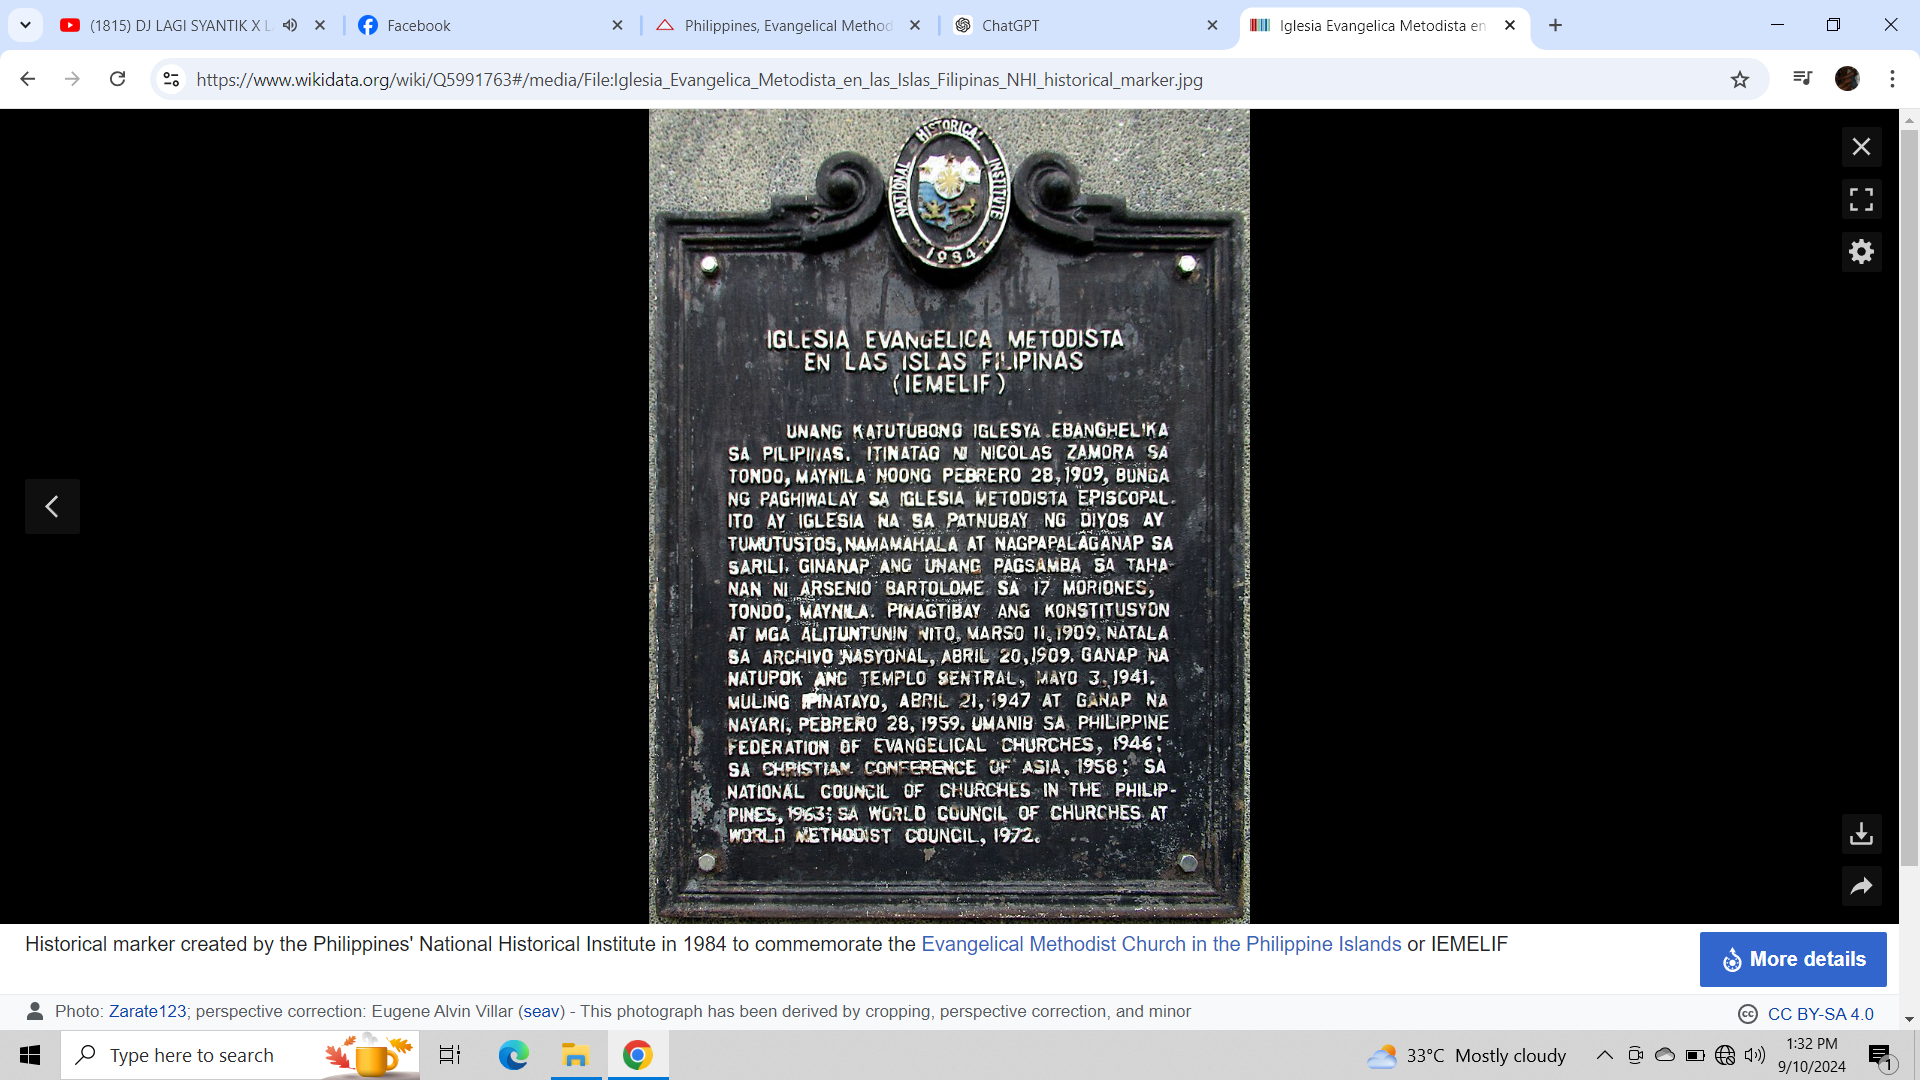 (1815) DJ LAGI SYANTIK X L
Facebook
Philippines, Evangelical Method
ChatGPT
Iglesia Evangelica Metodista en
https://www.wikidata.org/wiki/Q5991763#/media/File:Iglesia_Evangelica_Metodista_en_las_Islas_Filipinas_NHI_historical_marker.jpg
NATIONAL HISTORICAL INSTITUTE
1984
IGLESIA EVANGELICA METODISTA
EN LAS ISLAS FILIPINAS
(IEMELIF)
UNANG KATUTUBONG IGLESYA EBANGHELIKA
SA PILIPINAS. ITINATAG NI NICOLAS ZAMORA SA
TONDO, MAYNILA NOONG PEBRERO 28, 1909, BUNGA
NG PAGHIWALAY SA IGLESIA METODISTA EPISCOPAL.
ITO AY IGLESIA NA SA PATNUBAY NG DIYOS AY
TUMUTUSTOS, NAMAMAHALA AT NAGPAPALAGANAP SA
SARILI. GINANAP ANG UNANG PAGSAMBA SA TAHA-
NAN NI ARSENIO BARTOLOME SA 17 MORIONES,
TONDO, MAYNILA. PINAGTIBAY ANG KONSTITUSYON
AT MGA ALITUNTUNIN NITO, MARSO 11, 1909. NATALA
SA ARCHIVO NASYONAL, ABRIL 20, 1909. GANAP NA
NATUPOK ANG TEMPLO SENTRAL, MAYO 3, 1941.
MULING IPINATAYO, ABRIL 21, 1947 AT GANAP NA
NAYARI, PEBRERO 28, 1959. UMANIB SA PHILIPPINE
FEDERATION OF EVANGELICAL CHURCHES, 1946;
SA CHRISTIAN CONFERENCE OF ASIA, 1958; SA
NATIONAL COUNCIL OF CHURCHES IN THE PHILIP-
PINES, 1963; SA WORLD COUNCIL OF CHURCHES AT
WORLD METHODIST COUNCIL, 1972.
Historical marker created by the Philippines' National Historical Institute in 1984 to commemorate the Evangelical Methodist Church in the Philippine Islands or IEMELIF
More details
Photo: Zarate123; perspective correction: Eugene Alvin Villar (seav) - This photograph has been derived by cropping, perspective correction, and minor
CC BY-SA 4.0
Type here to search
33°C Mostly cloudy
1:32 PM
9/10/2024
1